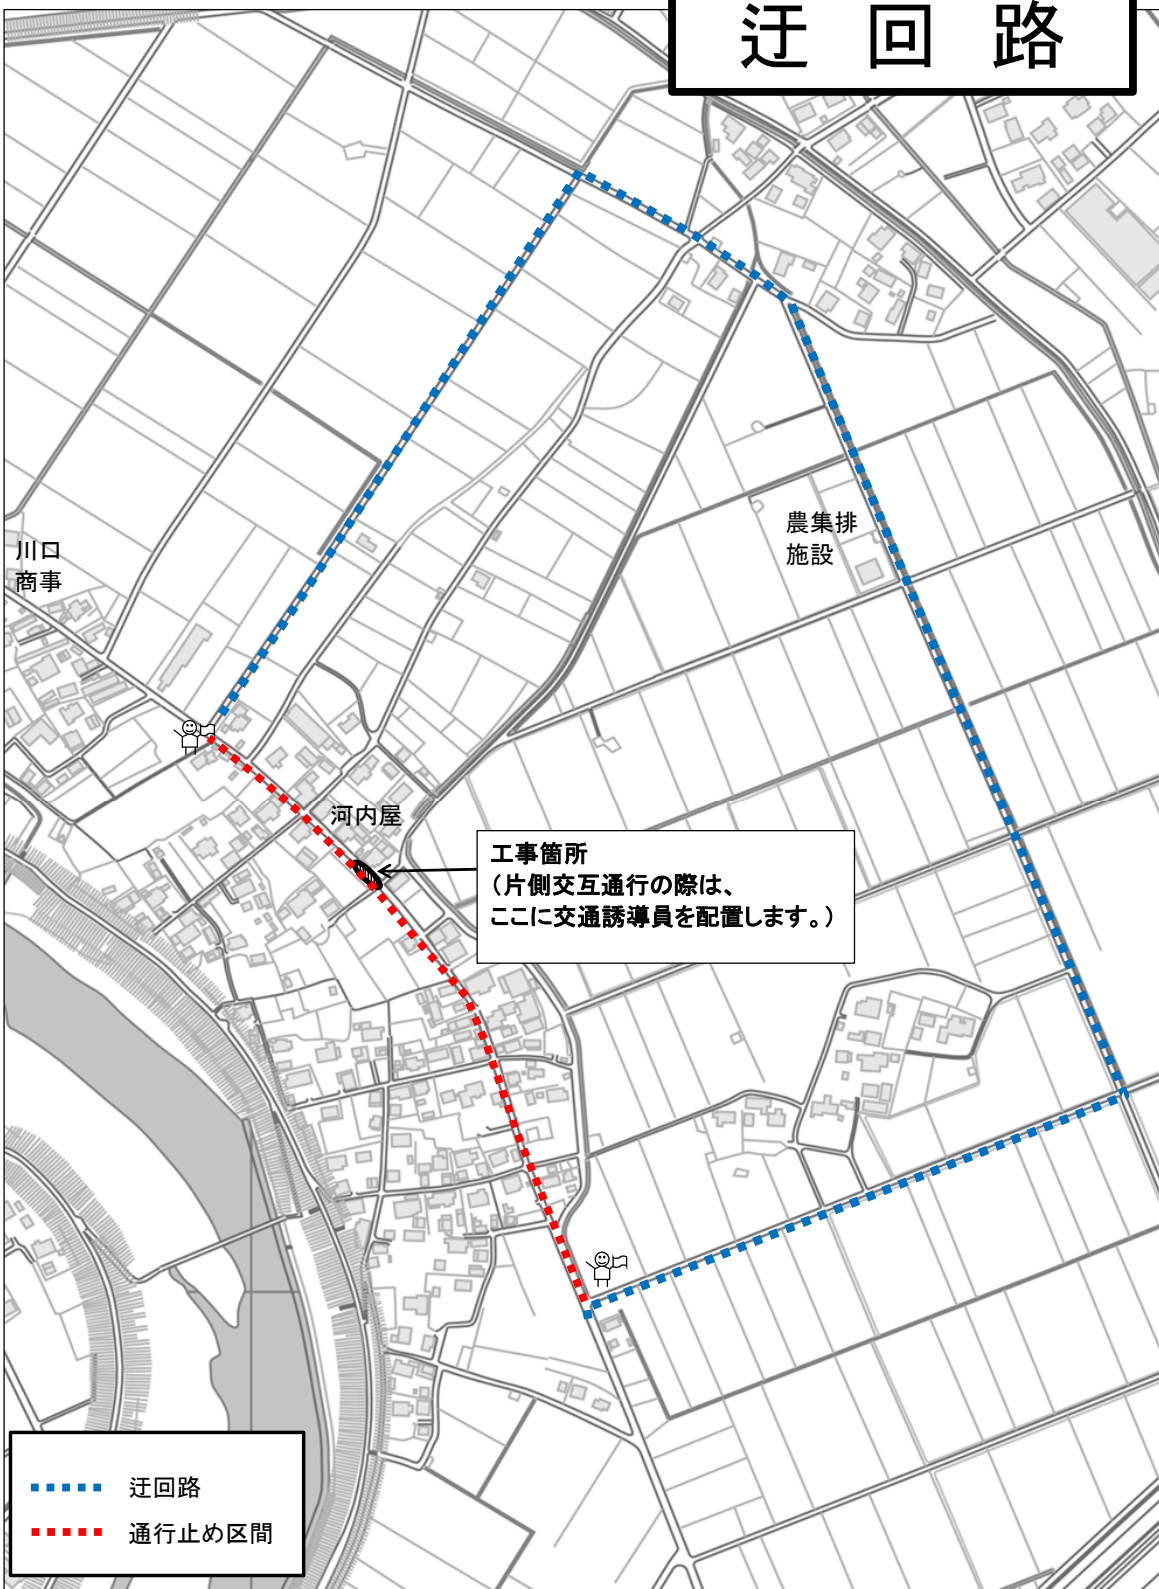 迂回路
農集排
施設
川口
商事
河内屋
工事箇所
（片側交互通行の際は、
ここに交通誘導員を配置します。）
迂回路
通行止め区間